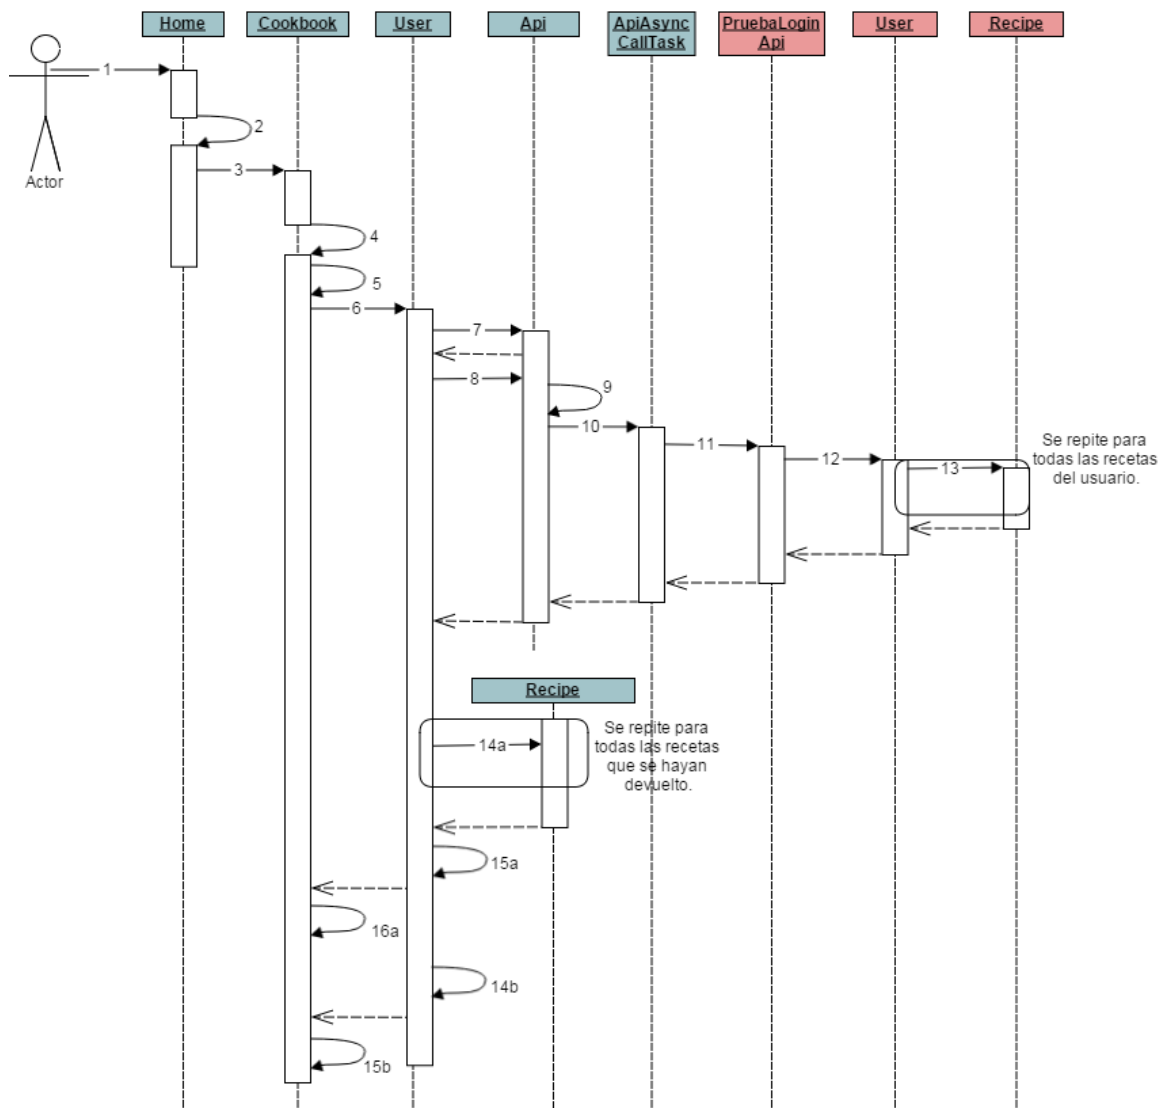 Home
Cookbook
User
Api
ApiAsync
CallTask
PruebaLogin
Api
User
Recipe
1
2
3
Actor
4
5
6
7
8
9
10
11
12
13
Se repite para
todas las recetas
del usuario.
Recipe
14a
Se repite para
todas las recetas
que se hayan
devuelto.
15a
16a
14b
15b